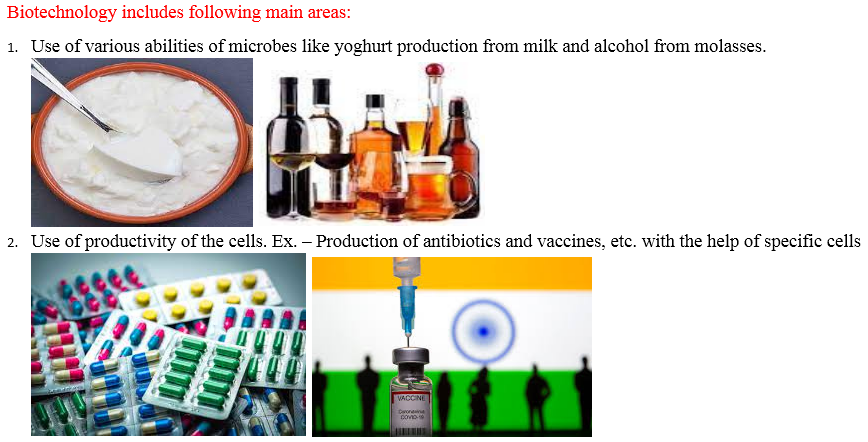 Biotechnology includes following main areas:
1. Use of various abilities of microbes like yoghurt production from milk and alcohol from molasses.
2. Use of productivity of the cells. Ex. – Production of antibiotics and vaccines, etc. with the help of specific cells
VACCINE
Coronavirus
COVID-19